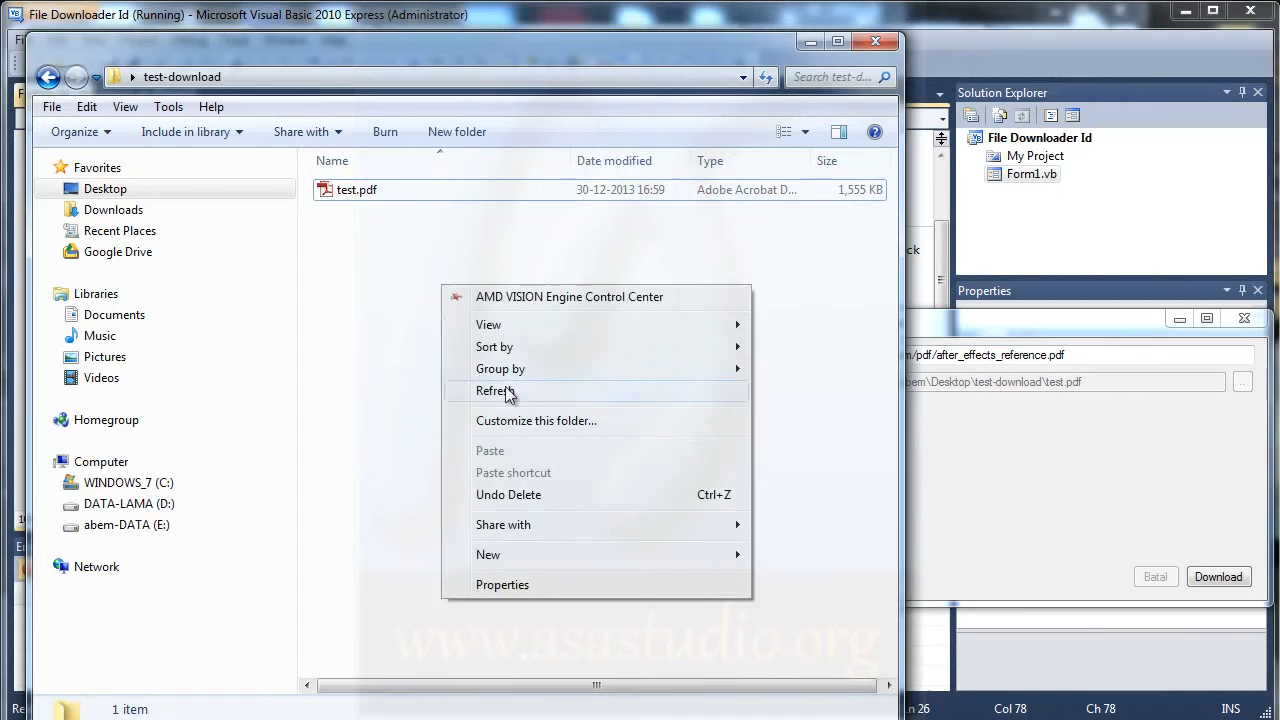 File Downloader Id (Running) - Microsoft Visual Basic 2010 Express (Administrator)
test-download
Search test-d...
File Edit View Tools Help
Organize Include in library Share with Burn New folder
Name Date modified Type Size
test.pdf 30-12-2013 16:59 Adobe Acrobat D... 1,555 KB
Favorites
Desktop
Downloads
Recent Places
Google Drive
Libraries
Documents
Music
Pictures
Videos
Homegroup
Computer
WINDOWS_7 (C:)
DATA-LAMA (D:)
abem-DATA (E:)
Network
1 item
AMD VISION Engine Control Center
View
Sort by
Group by
Refresh
Customize this folder...
Paste
Paste shortcut
Undo Delete Ctrl+Z
Share with
New
Properties
www.asastudio.org
Solution Explorer
File Downloader Id
My Project
Form1.vb
ck
Properties
m/pdf/after_effects_reference.pdf
bem\Desktop\test-download\test.pdf
..
Batal Download
Ln 26 Col 78 Ch 78 INS